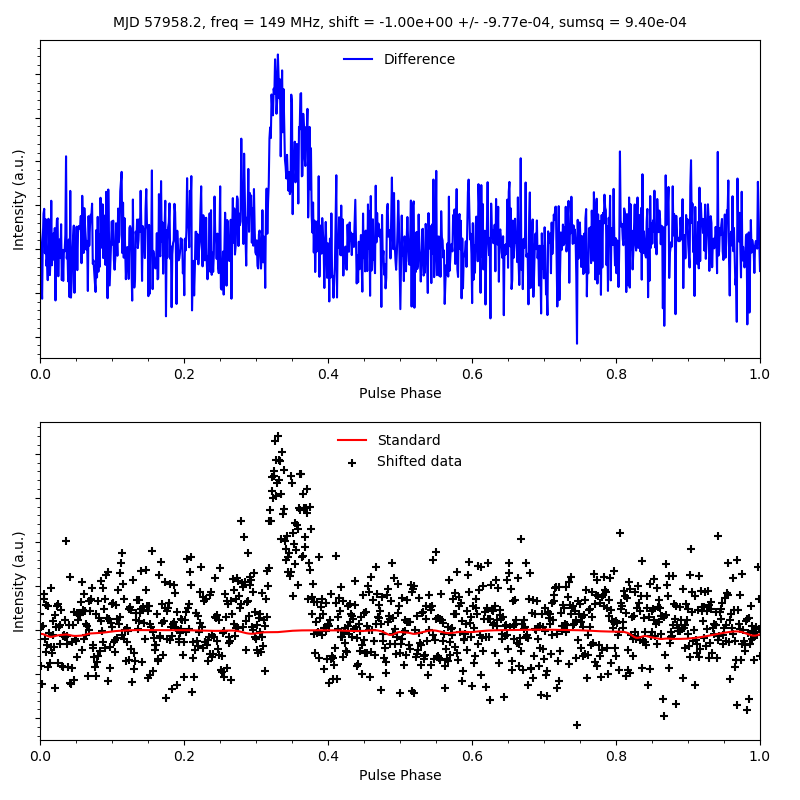 MJD 57958.2, freq = 149 MHz, shift = -1.00e+00 +/- -9.77e-04, sumsq = 9.40e-04
Difference
Intensity (a.u.)
0.0 0.2 0.4 0.6 0.8 1.0
Pulse Phase
Standard
Shifted data
Intensity (a.u.)
0.0 0.2 0.4 0.6 0.8 1.0
Pulse Phase